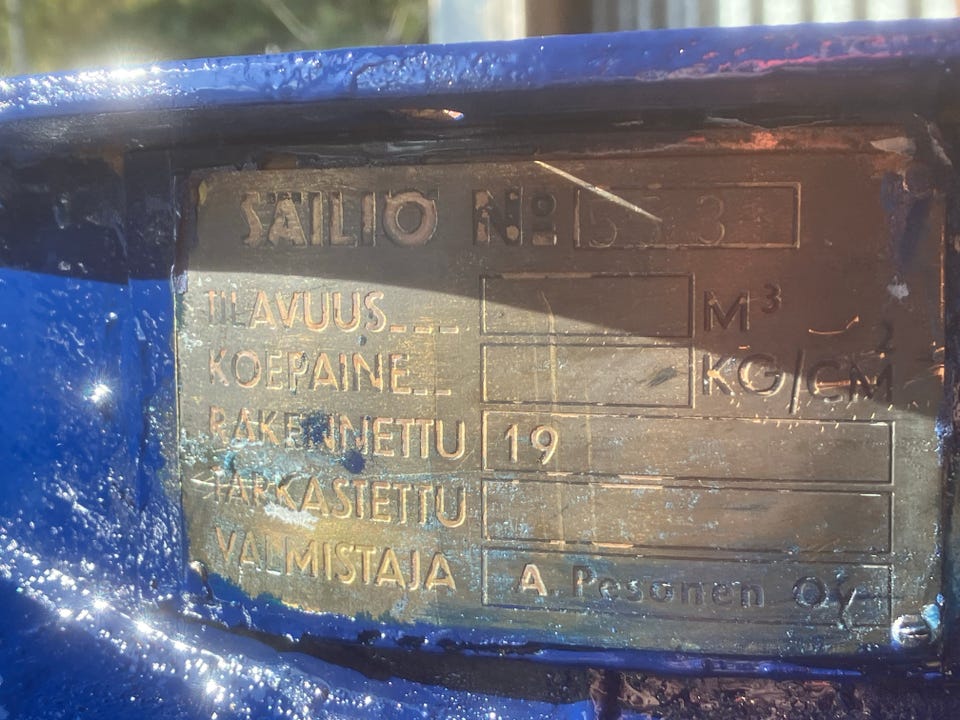 SÄILIÖ No
TILAVUUS--- M³
KOEPAINE-- KG/CM²
RAKENNETTU 19
TARKASTETTU
VALMISTAJA A. Pesonen Oy